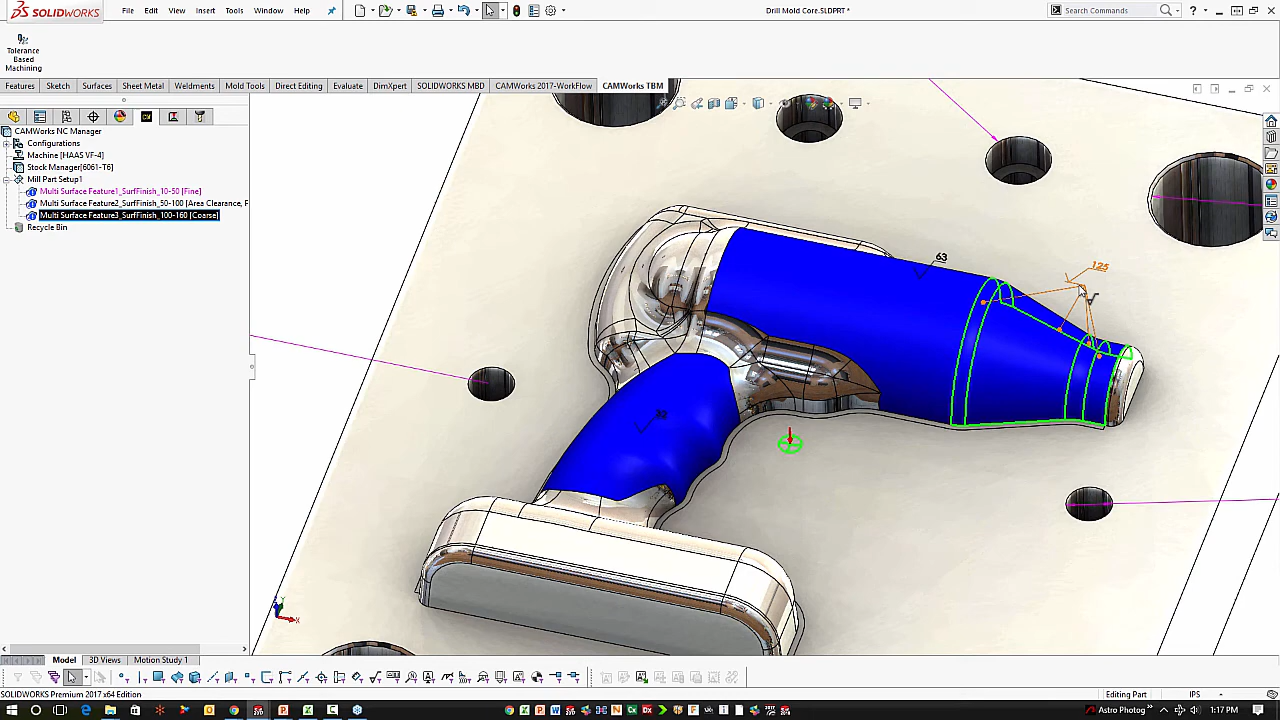 SOLIDWORKS File Edit View Insert Tools Window Help Drill Mold Core.SLDPRT * Search Commands
Tolerance
Based
Machining
Features Sketch Surfaces Sheet Metal Weldments Mold Tools Direct Editing Evaluate DimXpert SOLIDWORKS MBD CAMWorks 2017-WorkFlow CAMWorks TBM
CAMWorks NC Manager
Configurations
Machine [HAAS VF-4]
Stock Manager[6061-T6]
Mill Part Setup1
Multi Surface Feature1_SurfFinish_10-50 [Fine]
Multi Surface Feature2_SurfFinish_50-100 [Area Clearance, F
Multi Surface Feature3_SurfFinish_100-160 [Coarse]
Recycle Bin
63
125
32
X
Model 3D Views Motion Study 1
SOLIDWORKS Premium 2017 x64 Edition Editing Part IPS
Astro Photog 1:17 PM